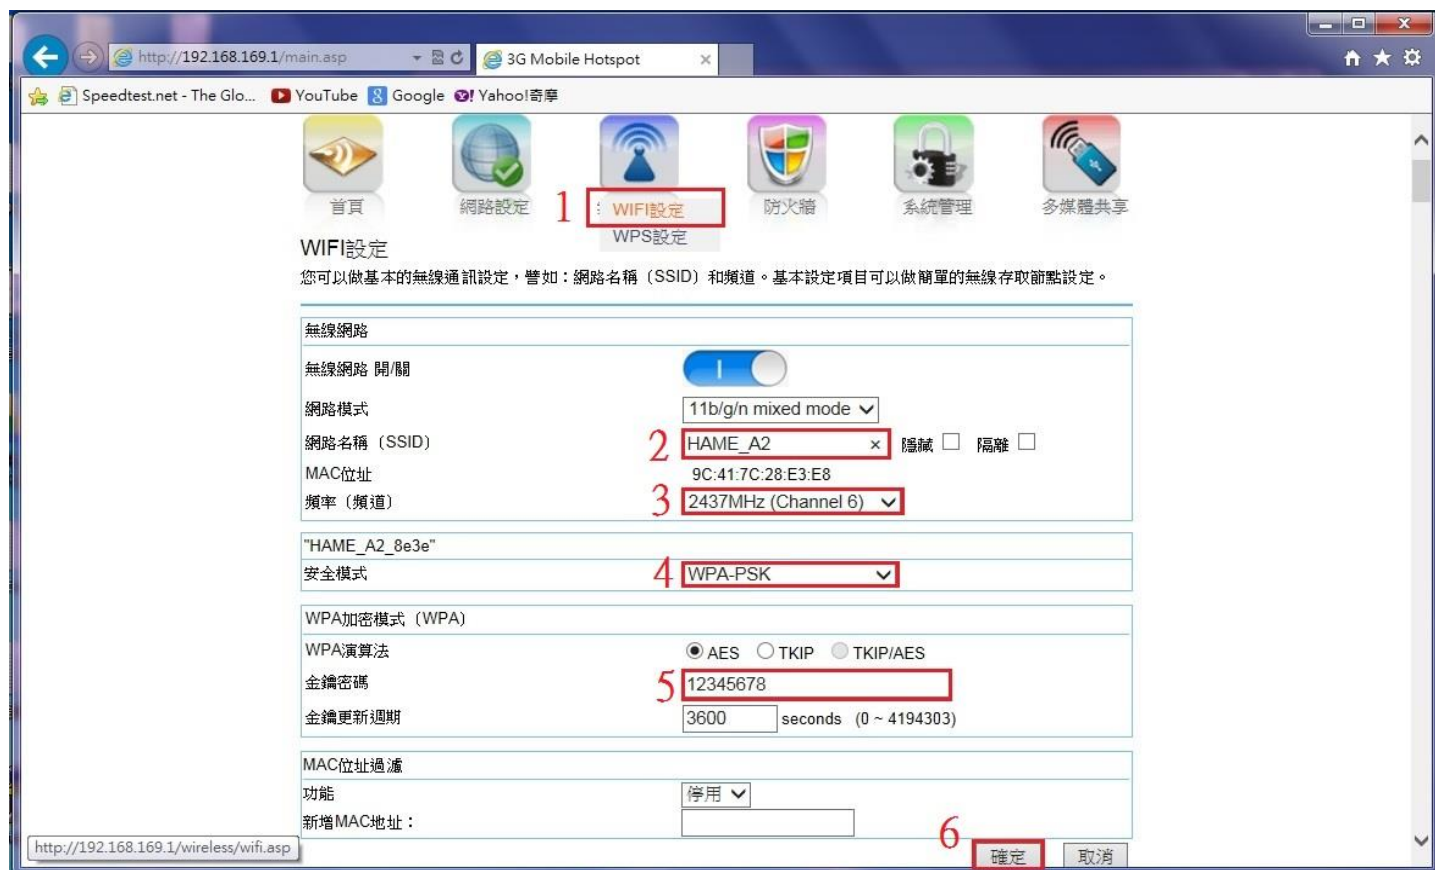 http://192.168.169.1/main.asp
3G Mobile Hotspot
Speedtest.net - The Glo... YouTube Google Yahoo!奇摩
首頁 網路設定 防火牆 系統管理 多媒體共享
1 WIFI設定
WPS設定
WIFI設定
您可以做基本的無線通訊設定，譬如：網路名稱（SSID）和頻道。基本設定項目可以做簡單的無線存取節點設定。
無線網路
無線網路 開/關
網路模式 11b/g/n mixed mode
網路名稱（SSID） 2 HAME_A2 × 隱藏 隔離
MAC位址 9C:41:7C:28:E3:E8
頻率（頻道） 3 2437MHz (Channel 6)
"HAME_A2_8e3e"
安全模式 4 WPA-PSK
WPA加密模式（WPA）
WPA演算法 AES TKIP TKIP/AES
金鑰密碼 5 12345678
金鑰更新週期 3600 seconds (0 ~ 4194303)
MAC位址過濾
功能 停用
新增MAC地址：
http://192.168.169.1/wireless/wifi.asp
6 確定 取消